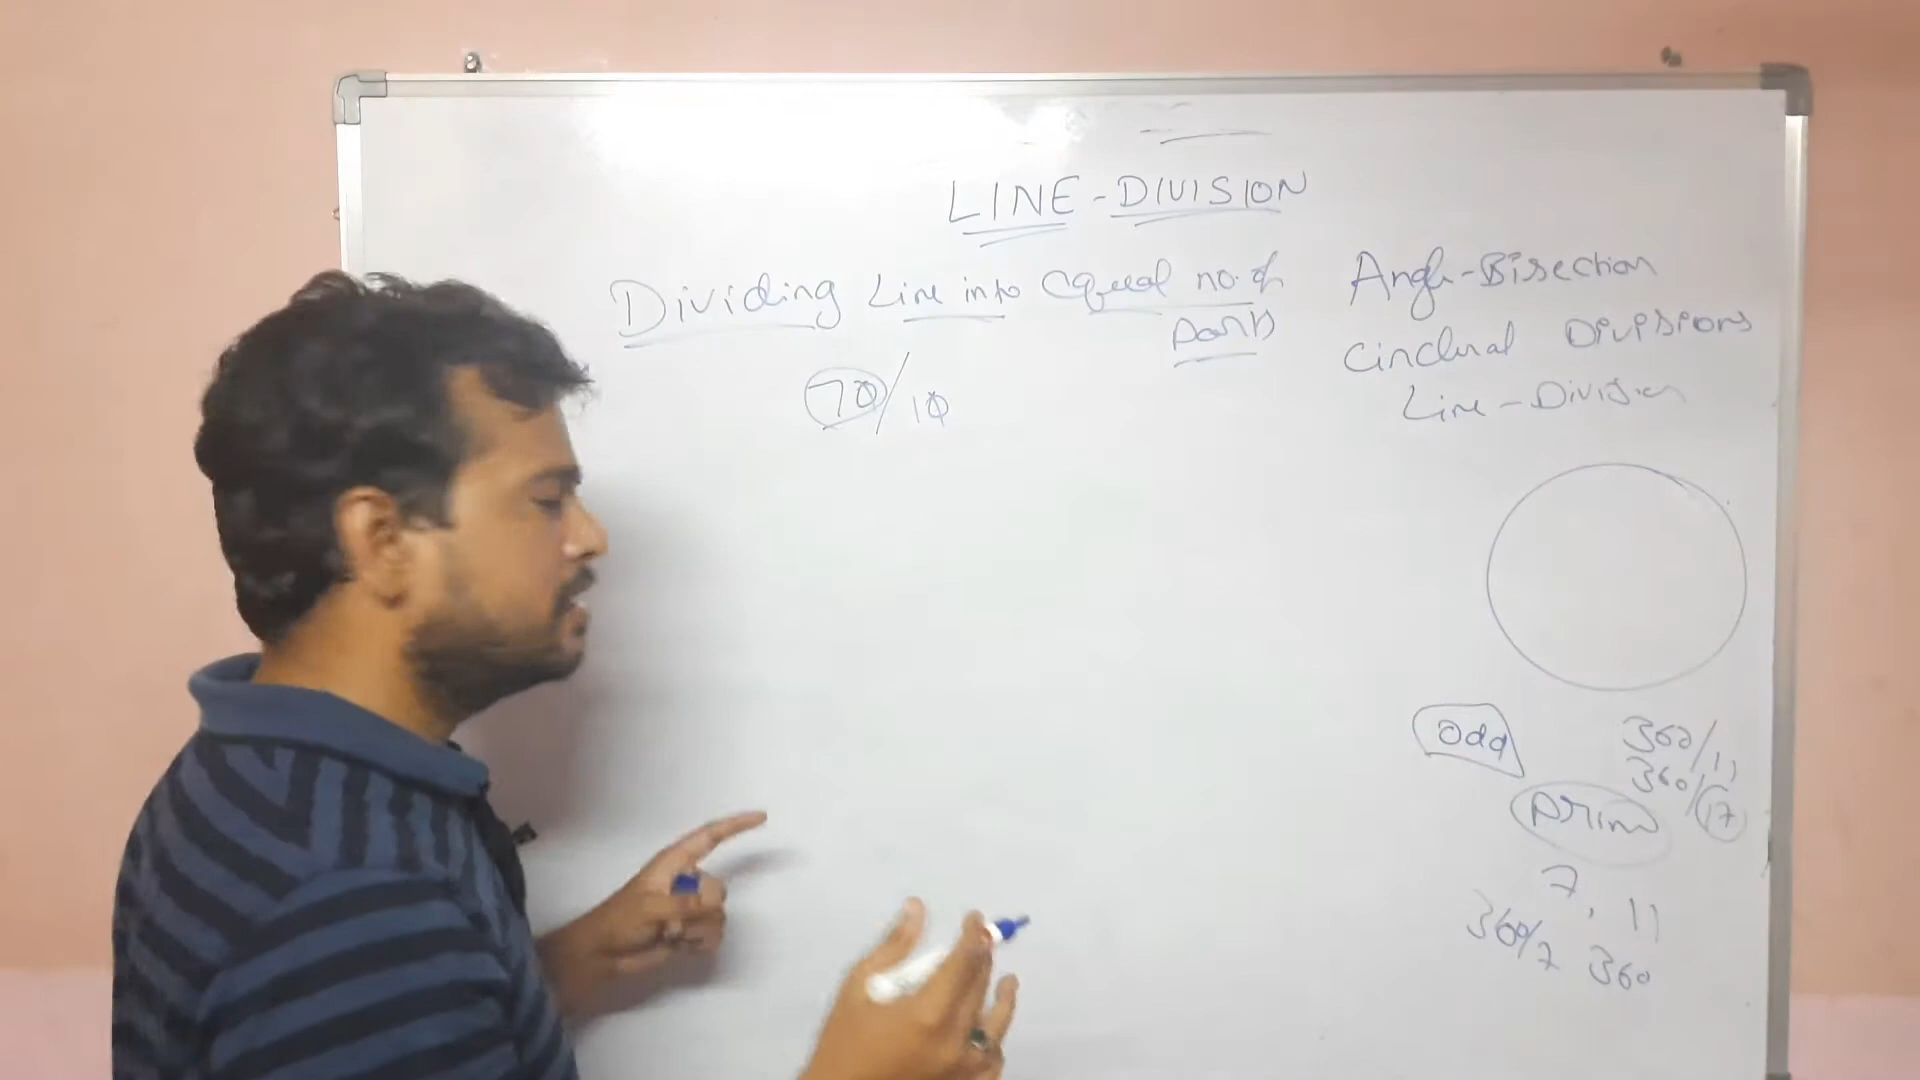 LINE-DIVISION
Dividing Line into equal no. of
parts
70/10
Angle-Bisection
Circleral Divisions
Line-Division
Odd
360/11
360/17
Prime
7, 11
360/7 360